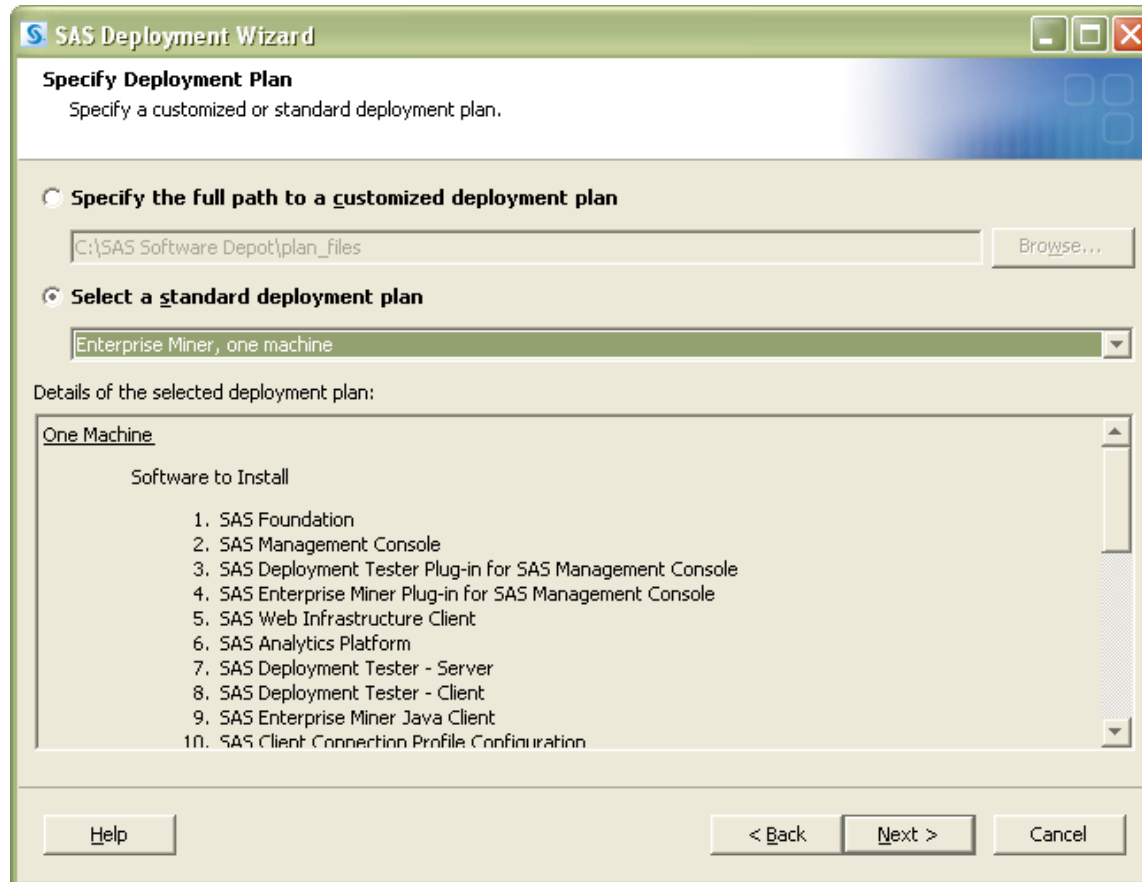 SAS Deployment Wizard
Specify Deployment Plan
Specify a customized or standard deployment plan.
Specify the full path to a customized deployment plan
C:\SAS Software Depot\plan_files
Browse...
Select a standard deployment plan
Enterprise Miner, one machine
Details of the selected deployment plan:
One Machine
Software to Install
1. SAS Foundation
2. SAS Management Console
3. SAS Deployment Tester Plug-in for SAS Management Console
4. SAS Enterprise Miner Plug-in for SAS Management Console
5. SAS Web Infrastructure Client
6. SAS Analytics Platform
7. SAS Deployment Tester - Server
8. SAS Deployment Tester - Client
9. SAS Enterprise Miner Java Client
10. SAS Client Connection Profile Configuration
Help
< Back
Next >
Cancel